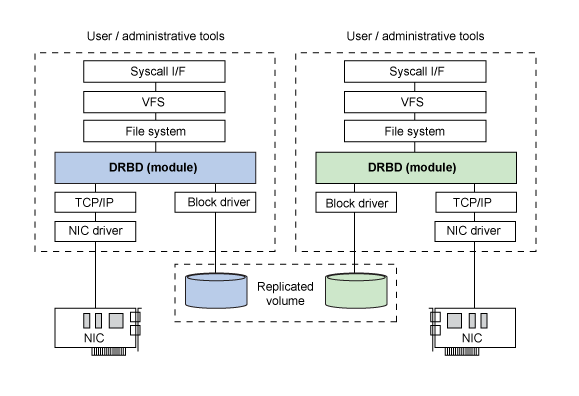 User / administrative tools
User / administrative tools
Syscall I/F
Syscall I/F
VFS
VFS
File system
File system
DRBD (module)
DRBD (module)
TCP/IP
Block driver
Block driver
TCP/IP
NIC driver
NIC driver
Replicated
volume
NIC
NIC